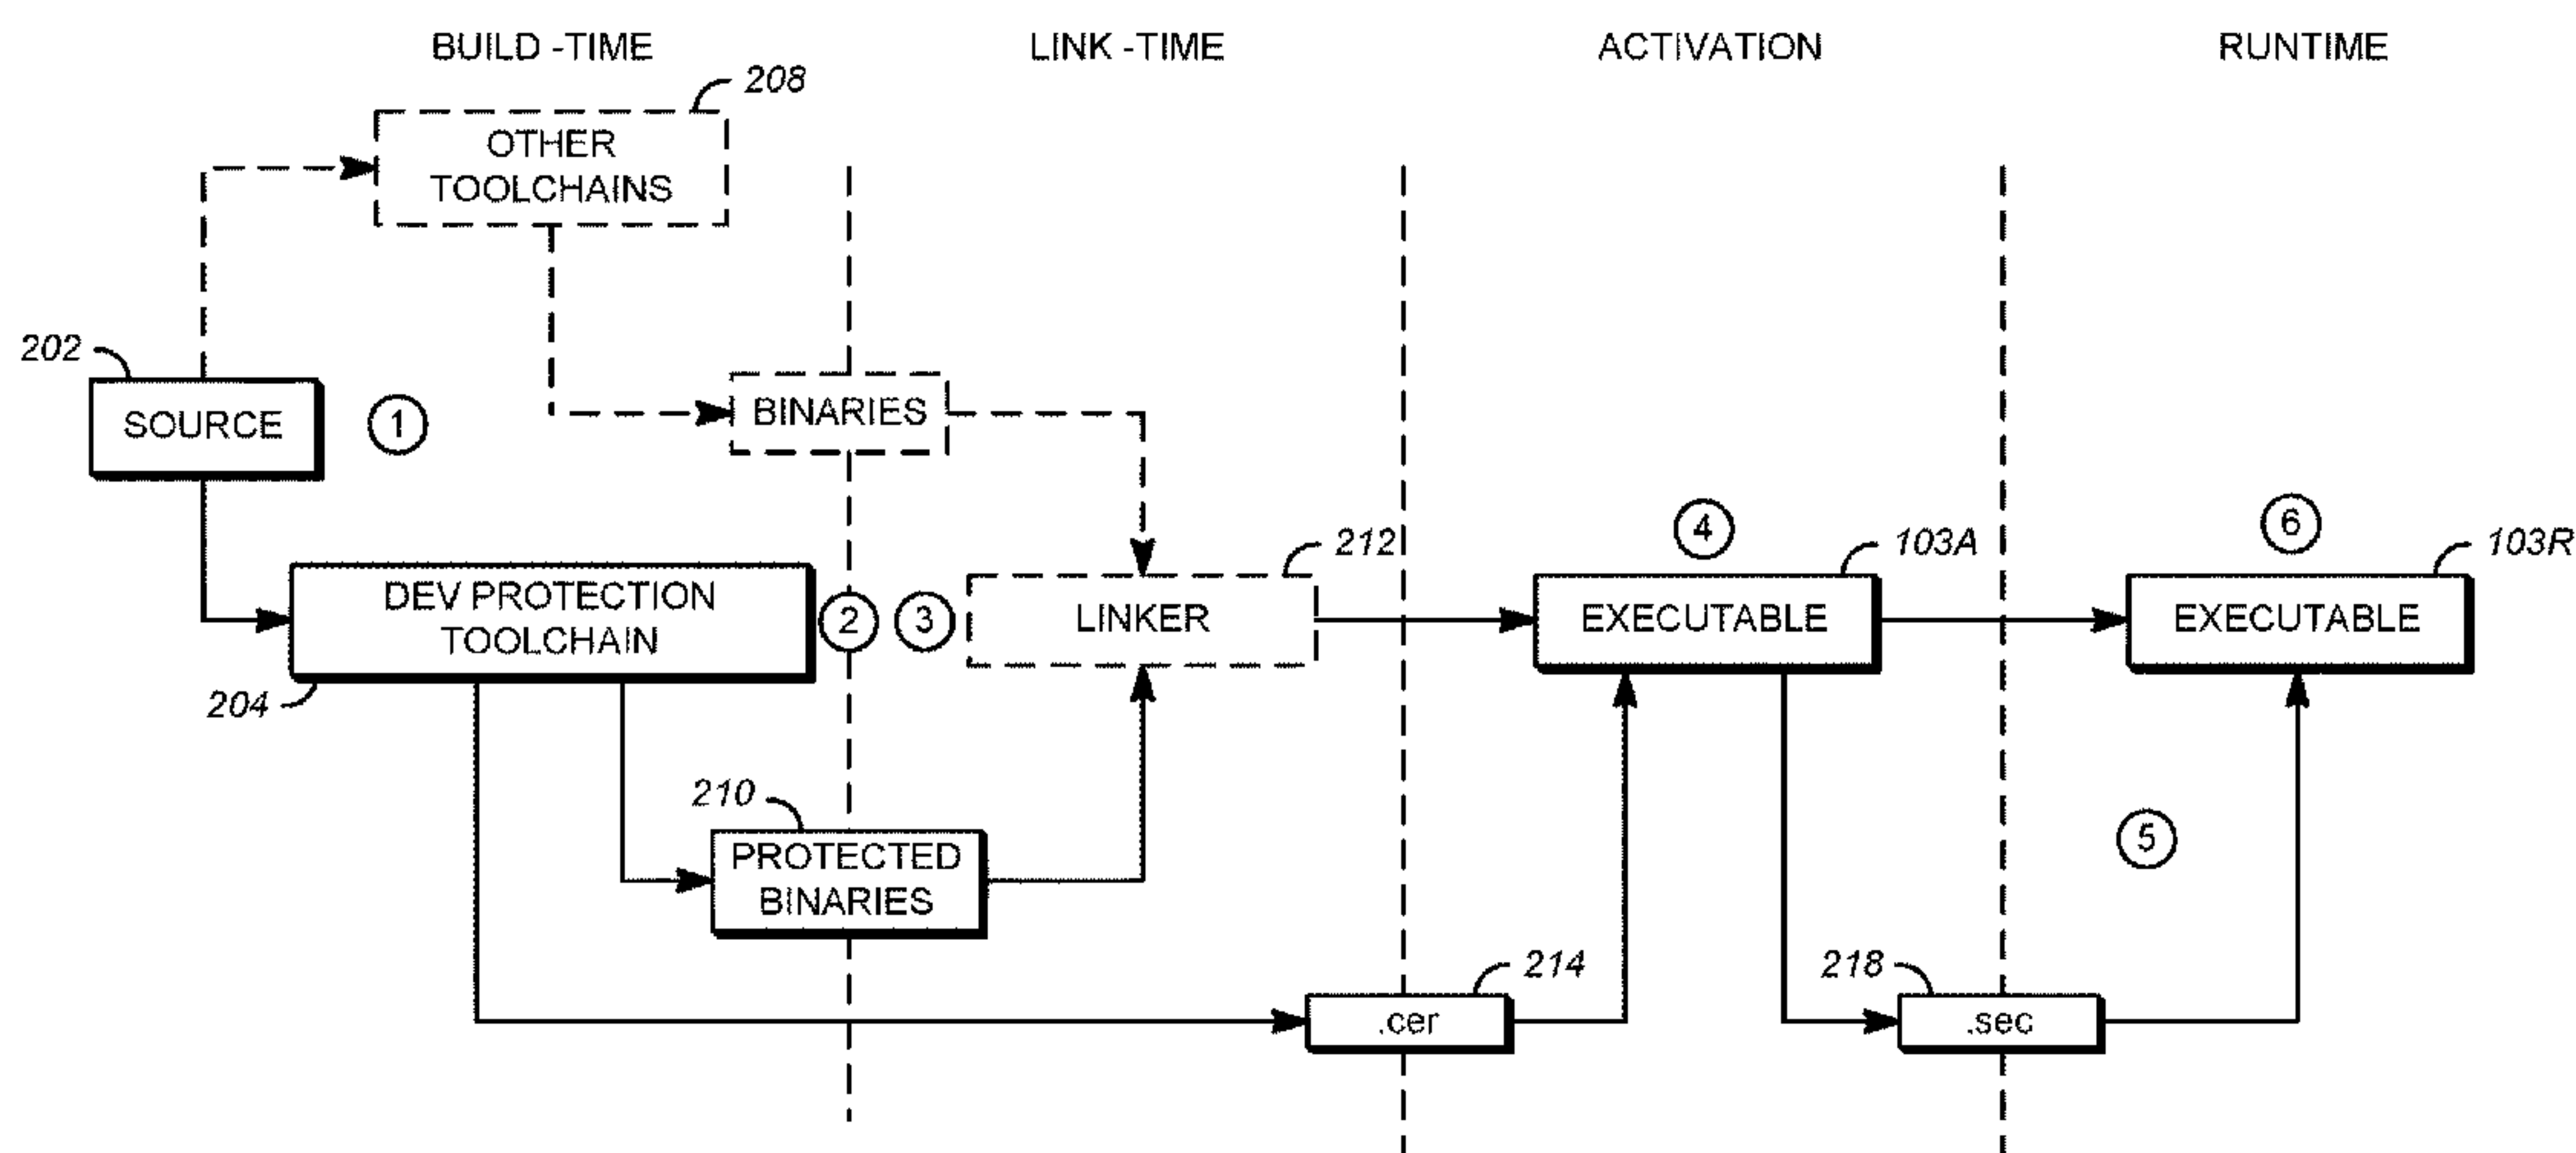 BUILD -TIME
LINK -TIME
ACTIVATION
RUNTIME
208
OTHER
TOOLCHAINS
202
SOURCE
1
BINARIES
DEV PROTECTION
TOOLCHAIN
204
2
3
212
LINKER
4
103A
EXECUTABLE
6
103R
EXECUTABLE
210
PROTECTED
BINARIES
5
214
.cer
218
.sec